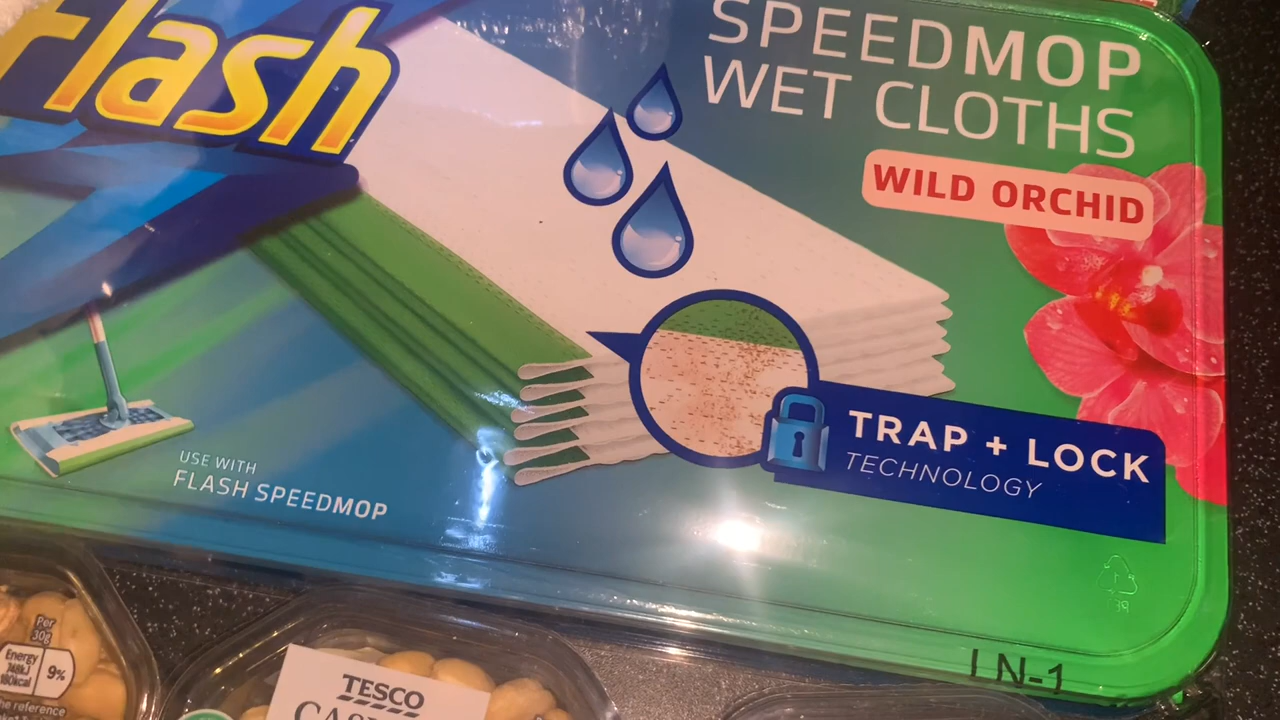 Flash
SPEEDMOP
WET CLOTHS
WILD ORCHID
TRAP + LOCK
TECHNOLOGY
USE WITH
FLASH SPEEDMOP
LN-1
Per
30g
Energy
9%
TESCO